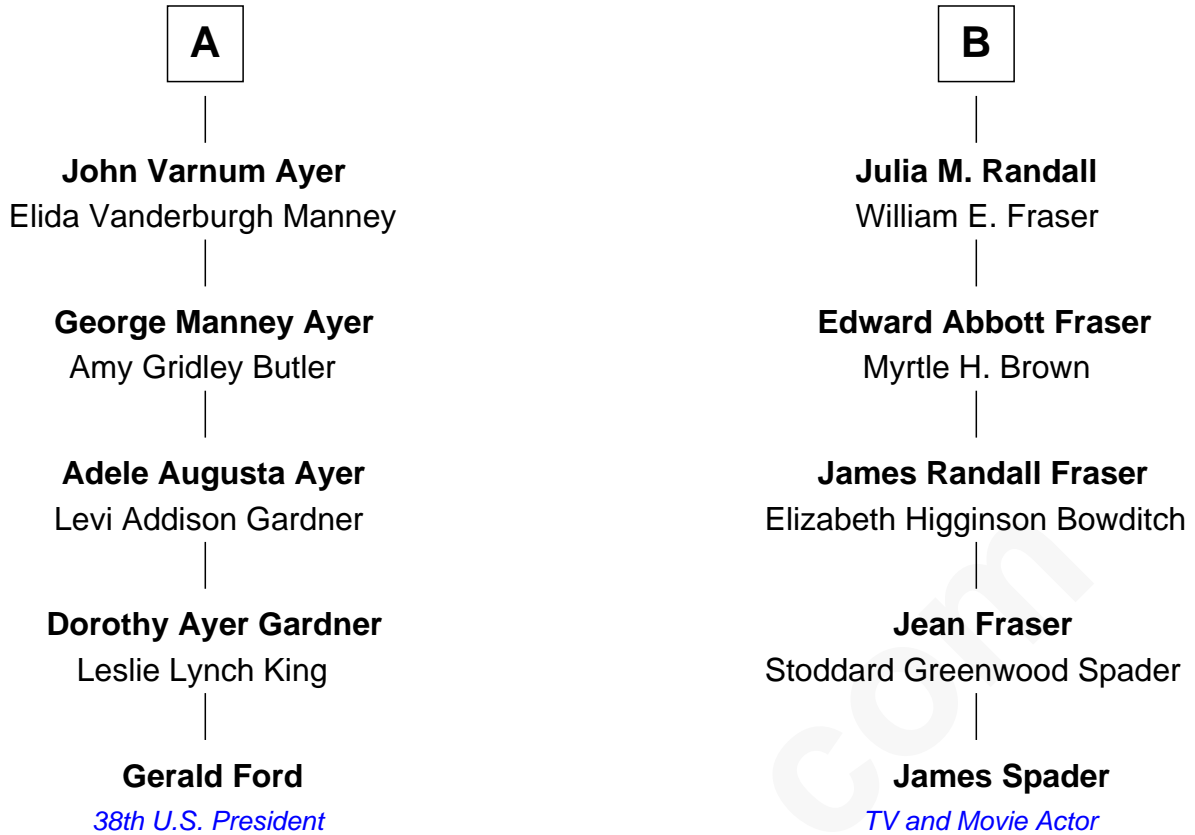 A
John Varnum Ayer
Elida Vanderburgh Manney
George Manney Ayer
Amy Gridley Butler
Adele Augusta Ayer
Levi Addison Gardner
Dorothy Ayer Gardner
Leslie Lynch King
Gerald Ford
38th U.S. President
B
Julia M. Randall
William E. Fraser
Edward Abbott Fraser
Myrtle H. Brown
James Randall Fraser
Elizabeth Higginson Bowditch
Jean Fraser
Stoddard Greenwood Spader
James Spader
TV and Movie Actor
com